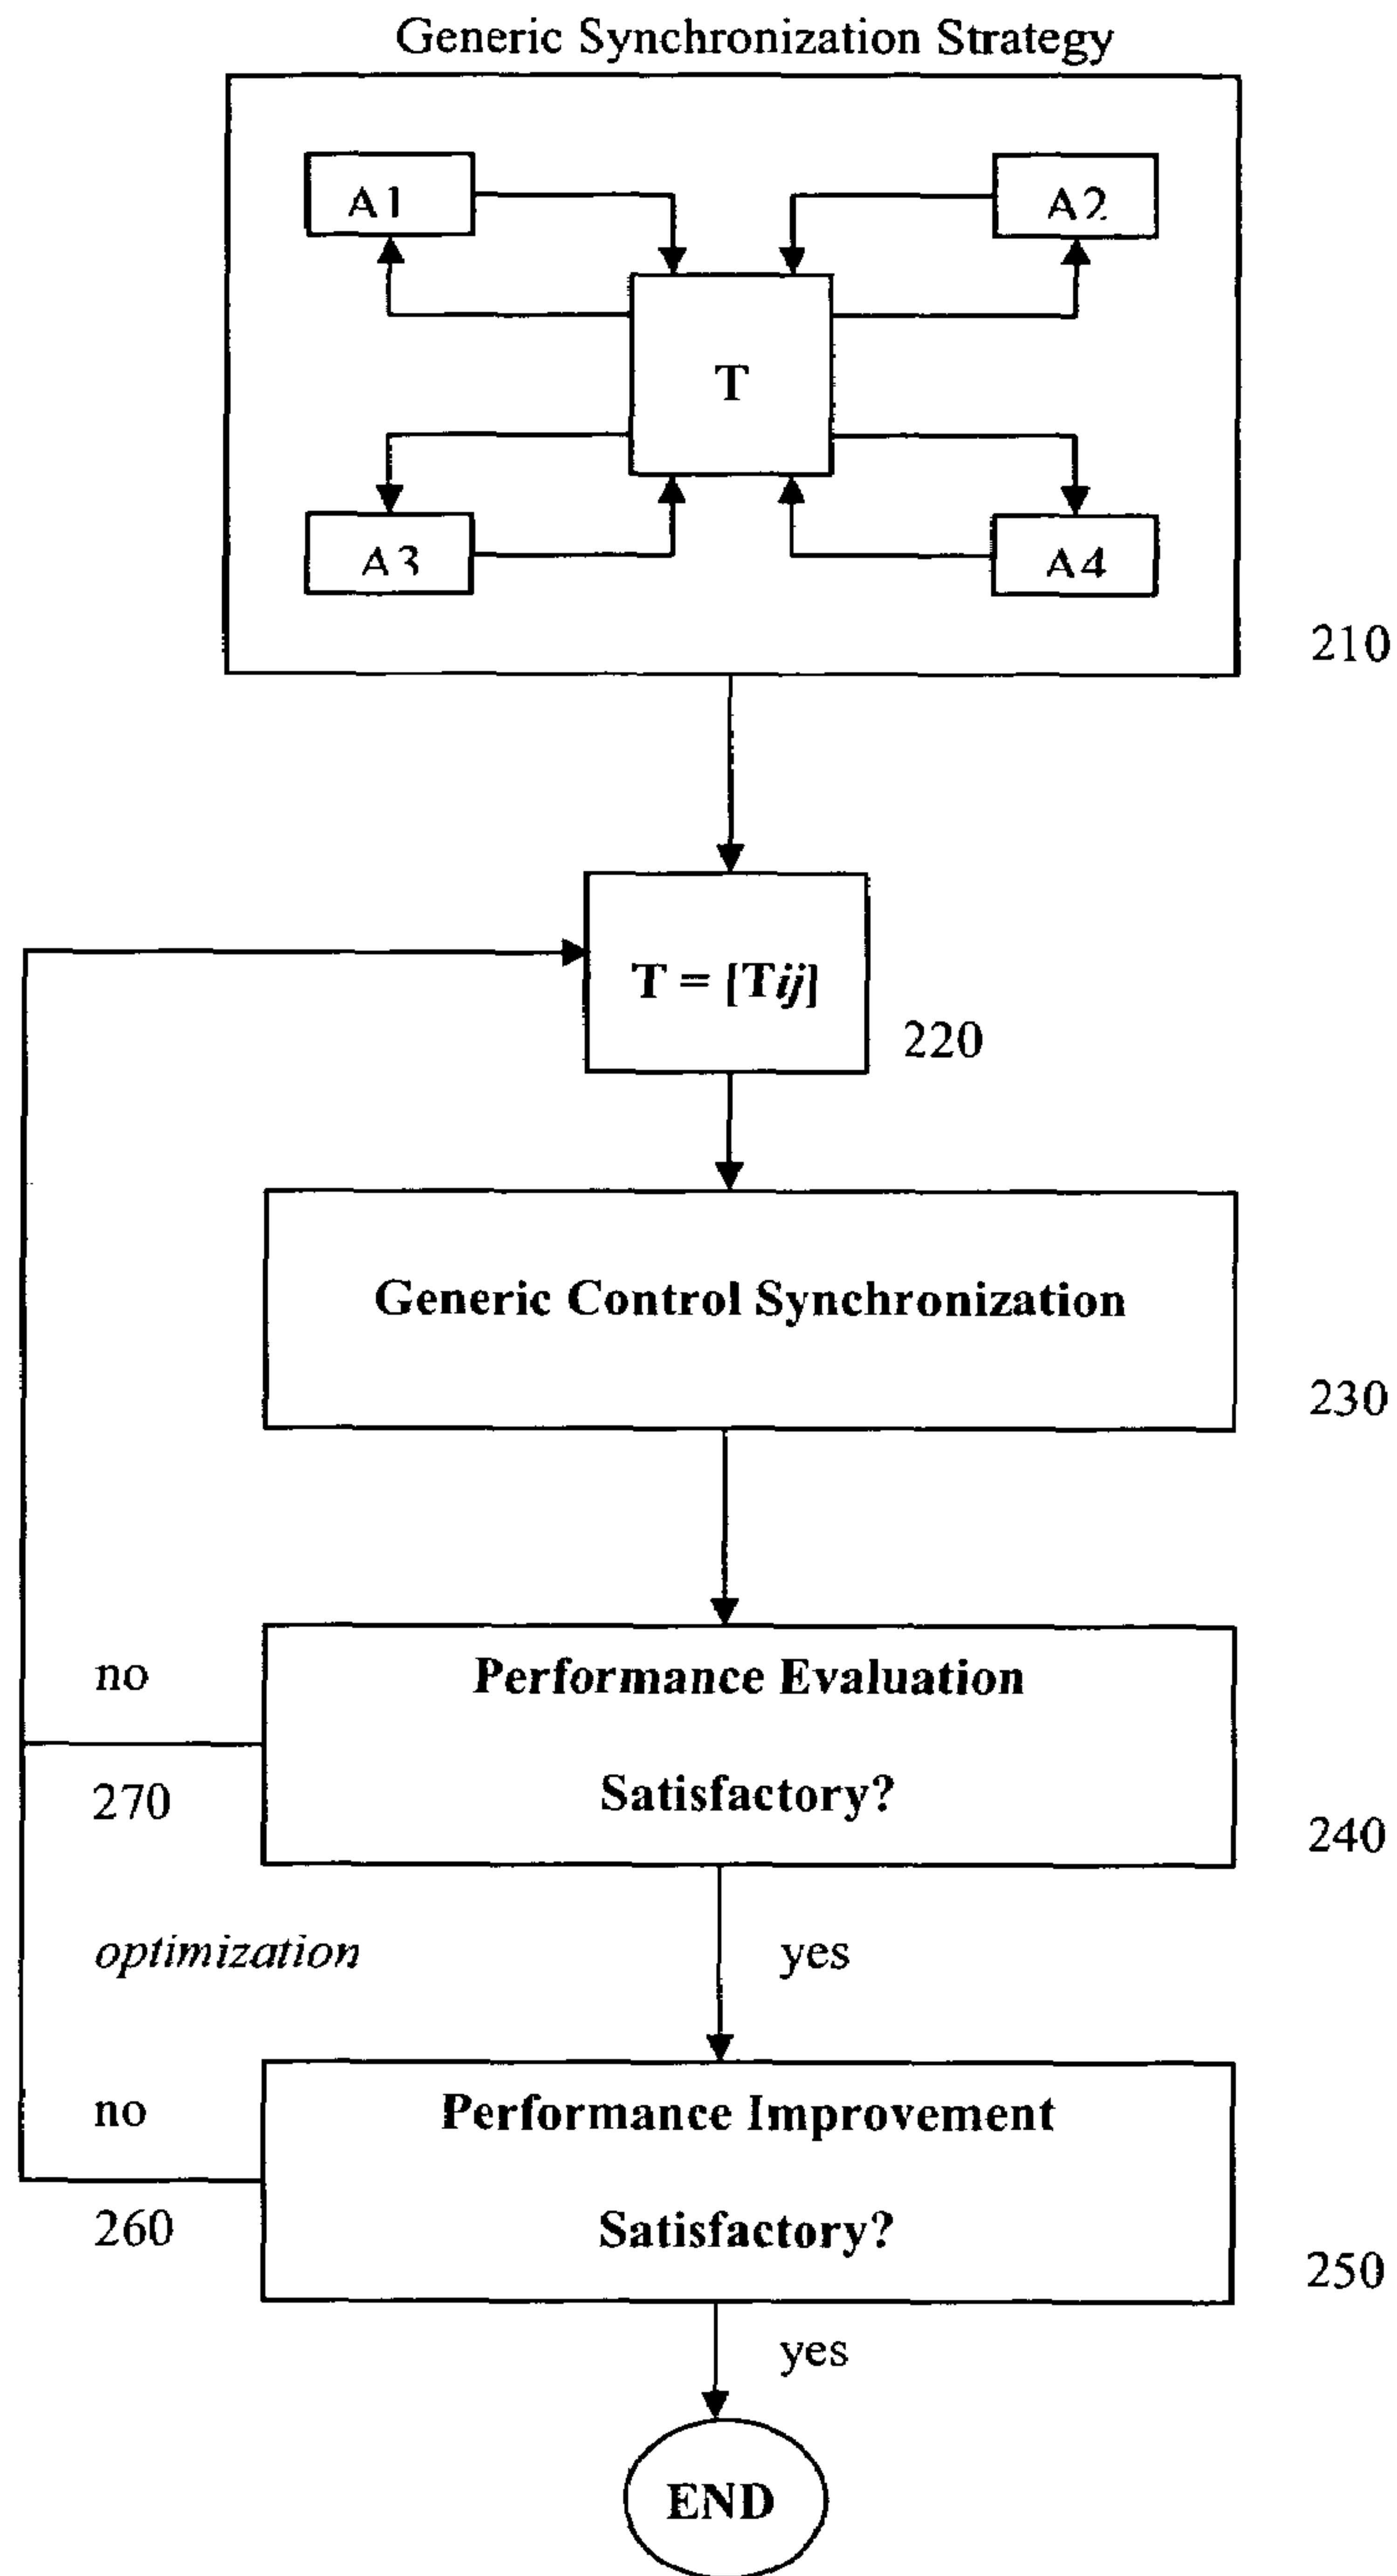 Generic Synchronization Strategy
A1
A2
T
A3
A4
210
T = [Tij]
220
Generic Control Synchronization
230
no
Performance Evaluation
270
Satisfactory?
240
optimization
yes
no
Performance Improvement
260
Satisfactory?
250
yes
END